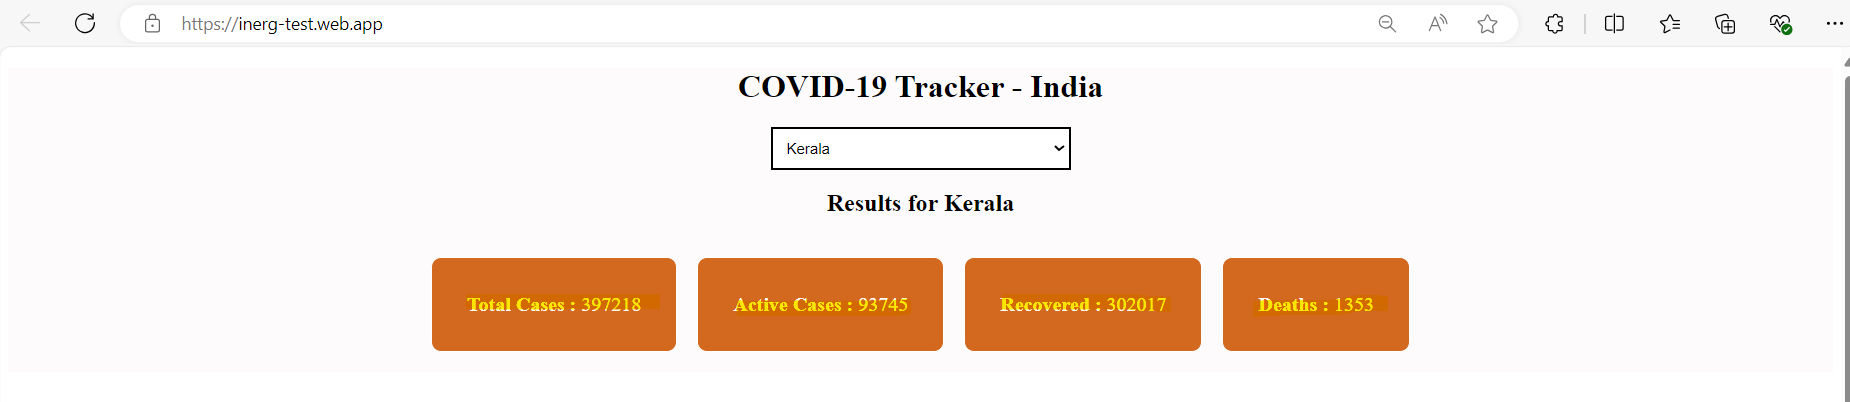 https://inerg-test.web.app
COVID-19 Tracker - India
Kerala
Results for Kerala
Total Cases : 397218
Active Cases : 93745
Recovered : 302017
Deaths : 1353